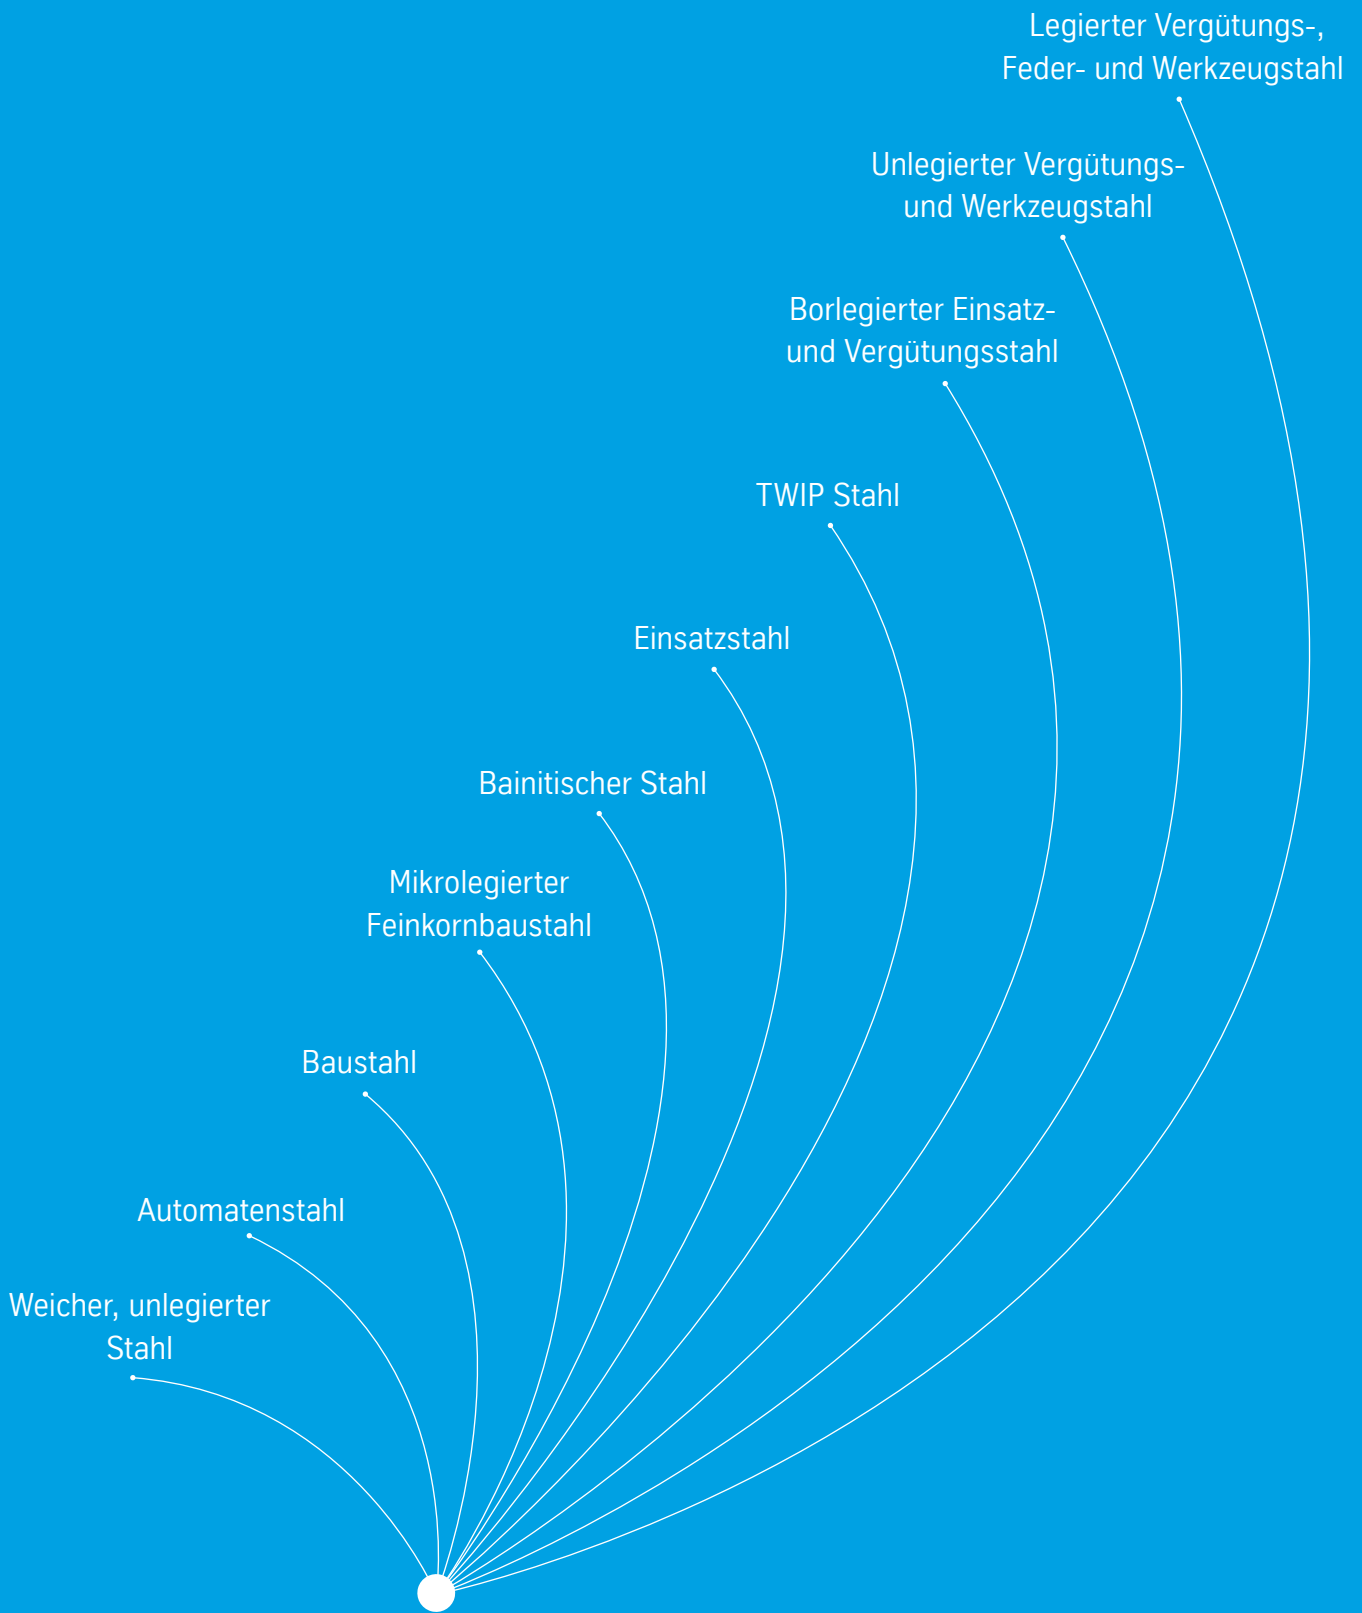 Legierter Vergütungs-,
Feder- und Werkzeugstahl
Unlegierter Vergütungs-
und Werkzeugstahl
Borlegierter Einsatz-
und Vergütungsstahl
TWIP Stahl
Einsatzstahl
Bainitischer Stahl
Mikrolegierter
Feinkornbaustahl
Baustahl
Automatenstahl
Weicher, unlegierter
Stahl